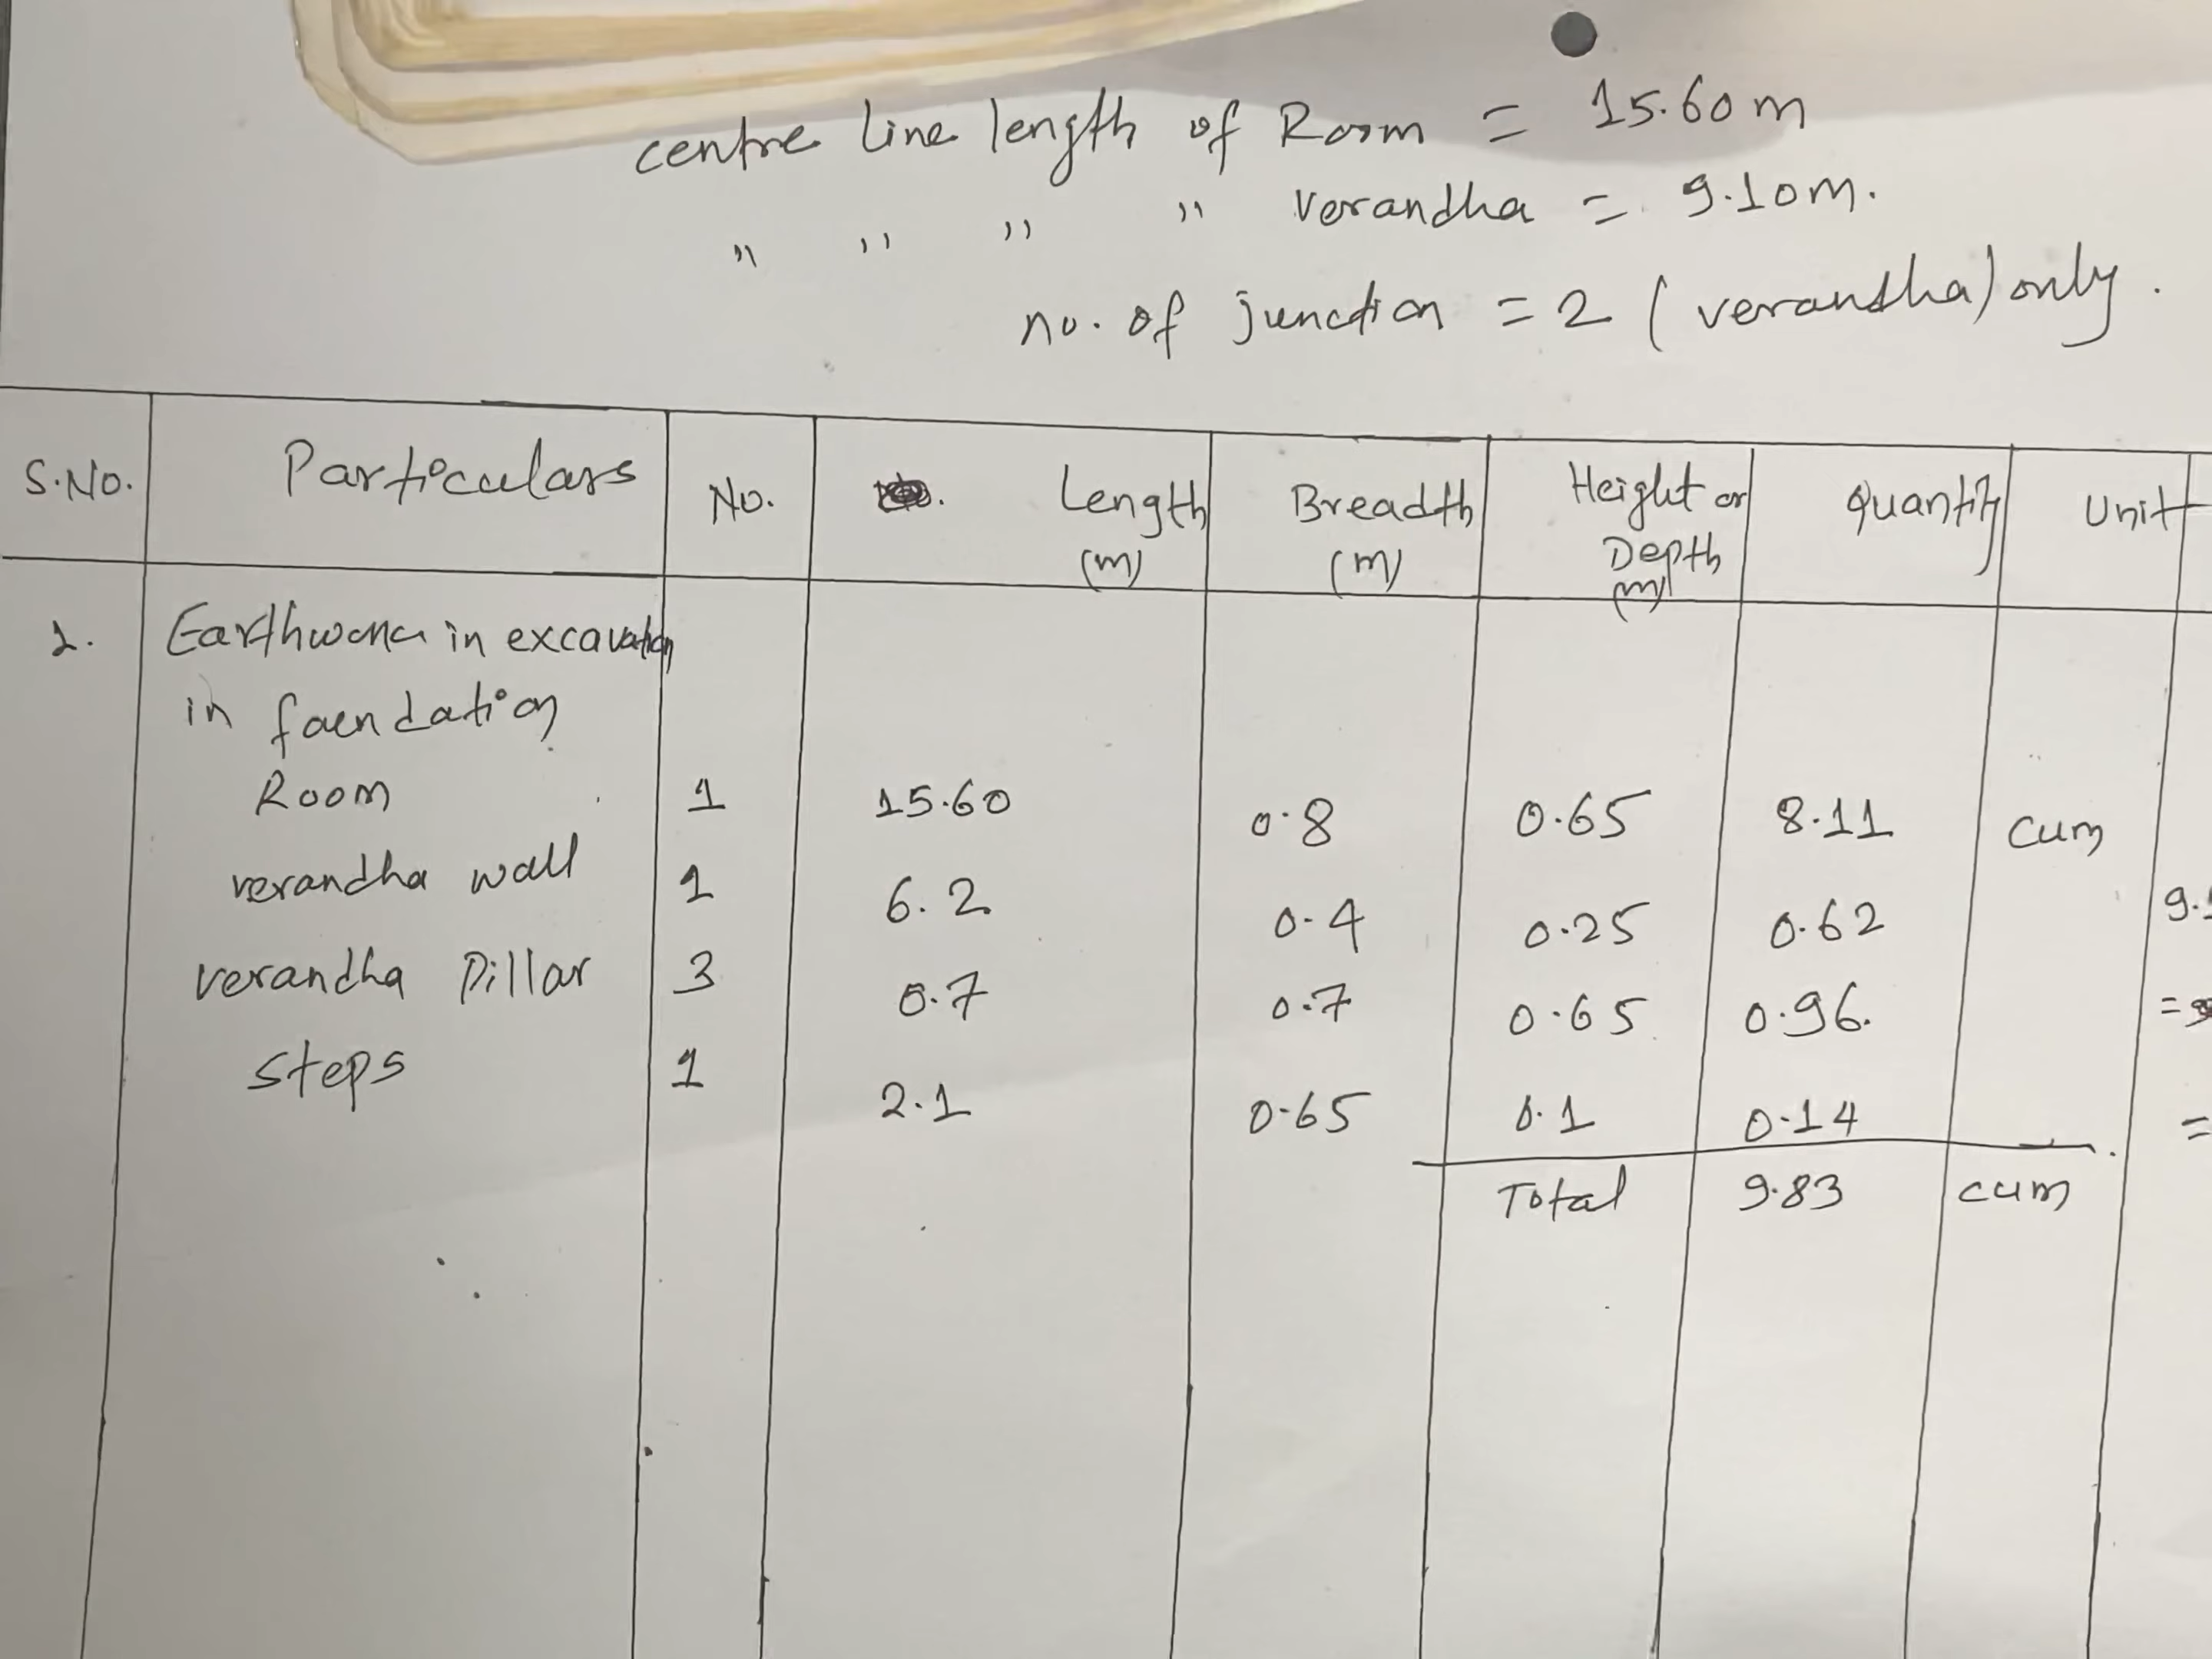 centre line length of Room = 15.60 m
" " " " Verandha = 9.10m.
no. of junction = 2 (verandha) only.
S.No. Particulars No. Length (m) Breadth (m) Height or Depth (m) Quantity Unit
1. Earthwork in excavation
in foundation
Room 1 15.60 0.8 0.65 8.11 cum
verandha wall 1 6.2 0.4 0.25 0.62
verandha Pillar 3 0.7 0.7 0.65 0.96.
steps 1 2.1 0.65 0.1 0.14
Total 9.83 cum